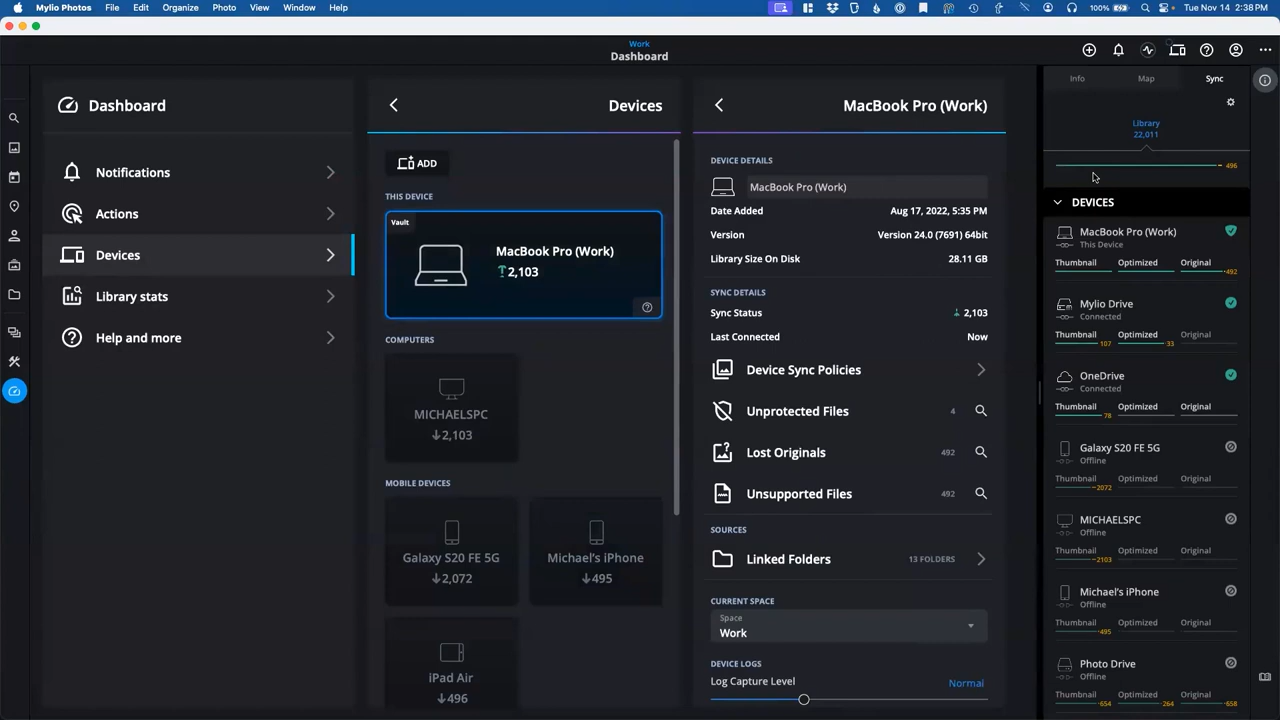 Mylio Photos File Edit Organize Photo View Window Help 100% Tue Nov 14 2:38 PM
Work
Dashboard
Dashboard
Notifications
Actions
Devices
Library stats
Help and more
Devices
ADD
THIS DEVICE
Vault
MacBook Pro (Work)
2,103
COMPUTERS
MICHAELSPC
2,103
MOBILE DEVICES
Galaxy S20 FE 5G
2,072
Michael's iPhone
495
iPad Air
496
MacBook Pro (Work)
DEVICE DETAILS
MacBook Pro (Work)
Date Added Aug 17, 2022, 5:35 PM
Version Version 24.0 (7691) 64bit
Library Size On Disk 28.11 GB
SYNC DETAILS
Sync Status 2,103
Last Connected Now
Device Sync Policies
Unprotected Files 4
Lost Originals 492
Unsupported Files 492
SOURCES
Linked Folders 13 FOLDERS
CURRENT SPACE
Space
Work
DEVICE LOGS
Log Capture Level Normal
Info Map Sync
Library
22,011
496
DEVICES
MacBook Pro (Work)
This Device
Thumbnail Optimized Original
492
Mylio Drive
Connected
Thumbnail Optimized Original
107 33
OneDrive
Connected
Thumbnail Optimized Original
78
Galaxy S20 FE 5G
Offline
Thumbnail Optimized Original
2072
MICHAELSPC
Offline
Thumbnail Optimized Original
2103
Michael's iPhone
Offline
Thumbnail Optimized Original
495
Photo Drive
Offline
Thumbnail Optimized Original
654 264 658